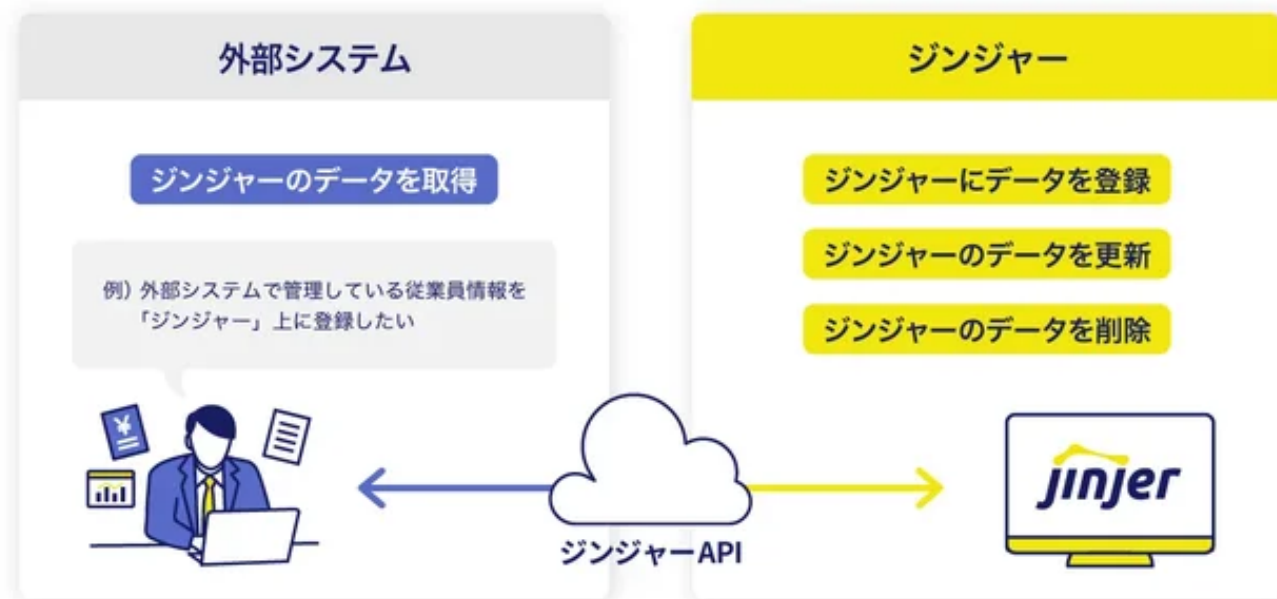 外部システム
ジンジャーのデータを取得
例）外部システムで管理している従業員情報を
「ジンジャー」上に登録したい
¥
ジンジャーAPI
ジンジャー
ジンジャーにデータを登録
ジンジャーのデータを更新
ジンジャーのデータを削除
jinjer